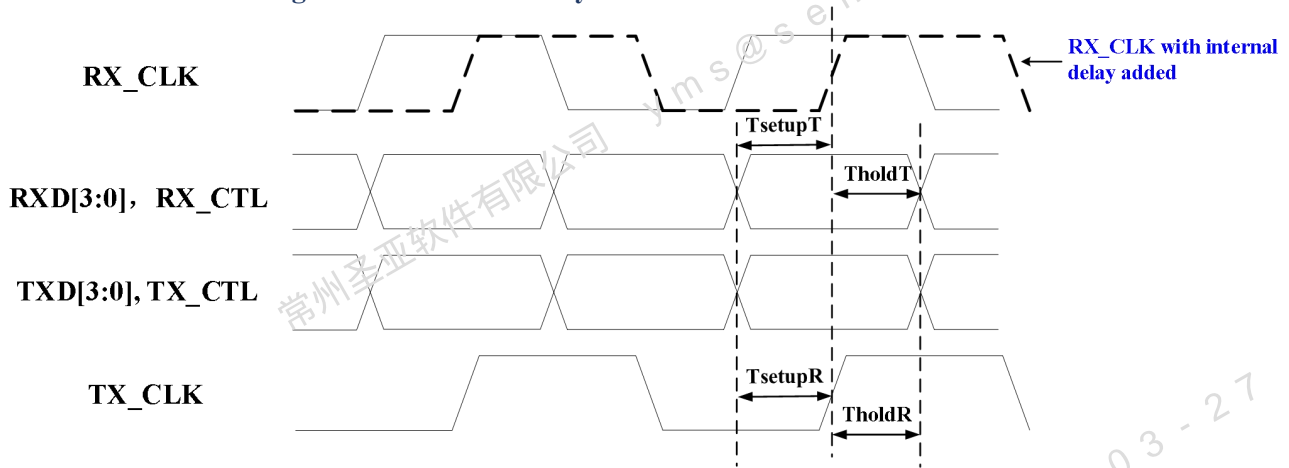 RX_CLK
RX_CLK with internal
delay added
TsetupT
TholdT
RXD[3:0]，RX_CTL
TXD[3:0], TX_CTL
TsetupR
TX_CLK
TholdR
常州圣亚软件有限公司 yms@sen
03-27